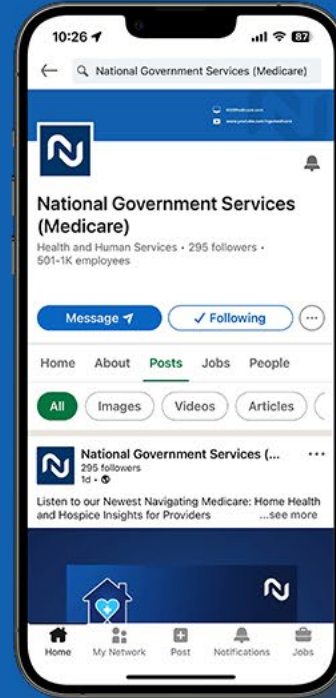 10:26
87
National Government Services (Medicare)
National Government Services
(Medicare)
Health and Human Services • 295 followers •
501-1K employees
Message
Following
Home About Posts Jobs People
All Images Videos Articles
National Government Services (...
295 followers
1d •
Listen to our Newest Navigating Medicare: Home Health
and Hospice Insights for Providers ...see more
Home My Network Post Notifications Jobs